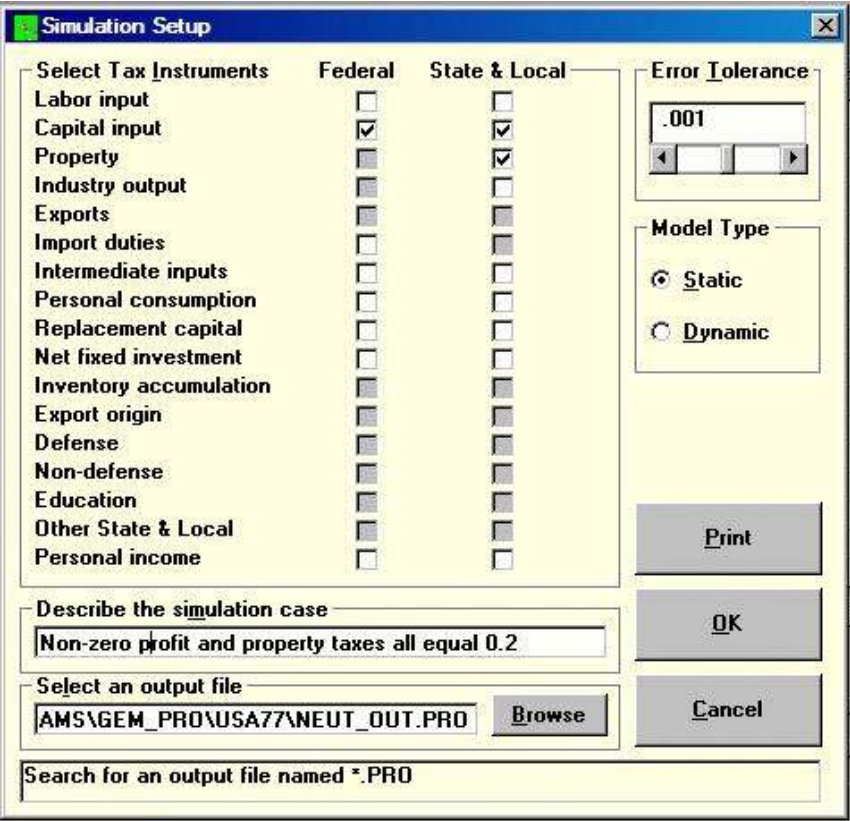 Simulation Setup
Select Tax Instruments Federal State & Local
Labor input
Capital input
Property
Industry output
Exports
Import duties
Intermediate inputs
Personal consumption
Replacement capital
Net fixed investment
Inventory accumulation
Export origin
Defense
Non-defense
Education
Other State & Local
Personal income
Error Tolerance
.001
Model Type
Static
Dynamic
Print
OK
Cancel
Describe the simulation case
Non-zero profit and property taxes all equal 0.2
Select an output file
AMS\GEM_PRO\USA77\NEUT_OUT.PRO
Browse
Search for an output file named *.PRO